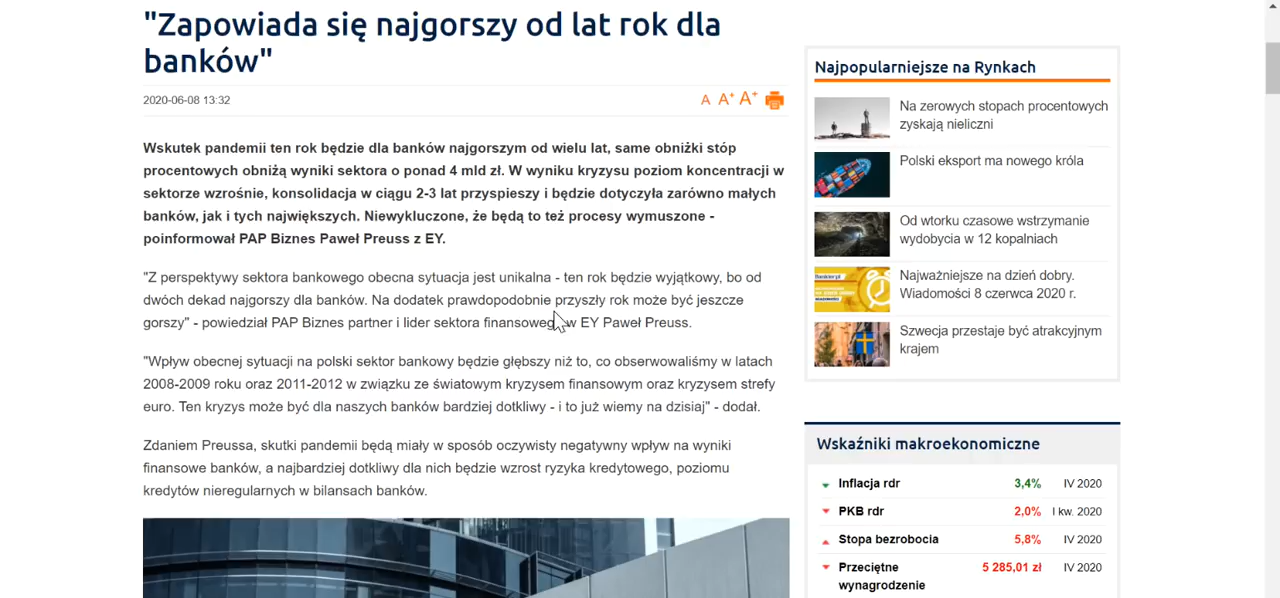 "Zapowiada się najgorszy od lat rok dla
banków"
2020-06-08 13:32
A A+ A+
Wskutek pandemii ten rok będzie dla banków najgorszym od wielu lat, same obniżki stóp
procentowych obniżą wyniki sektora o ponad 4 mld zł. W wyniku kryzysu poziom koncentracji w
sektorze wzrośnie, konsolidacja w ciągu 2-3 lat przyspieszy i będzie dotyczyła zarówno małych
banków, jak i tych największych. Niewykluczone, że będą to też procesy wymuszone -
poinformował PAP Biznes Paweł Preuss z EY.
"Z perspektywy sektora bankowego obecna sytuacja jest unikalna - ten rok będzie wyjątkowy, bo od
dwóch dekad najgorszy dla banków. Na dodatek prawdopodobnie przyszły rok może być jeszcze
gorszy" - powiedział PAP Biznes partner i lider sektora finansowego w EY Paweł Preuss.
"Wpływ obecnej sytuacji na polski sektor bankowy będzie głębszy niż to, co obserwowaliśmy w latach
2008-2009 roku oraz 2011-2012 w związku ze światowym kryzysem finansowym oraz kryzysem strefy
euro. Ten kryzys może być dla naszych banków bardziej dotkliwy - i to już wiemy na dzisiaj" - dodał.
Zdaniem Preussa, skutki pandemii będą miały w sposób oczywisty negatywny wpływ na wyniki
finansowe banków, a najbardziej dotkliwy dla nich będzie wzrost ryzyka kredytowego, poziomu
kredytów nieregularnych w bilansach banków.
Najpopularniejsze na Rynkach
Na zerowych stopach procentowych
zyskają nieliczni
Polski eksport ma nowego króla
Od wtorku czasowe wstrzymanie
wydobycia w 12 kopalniach
Najważniejsze na dzień dobry.
Wiadomości 8 czerwca 2020 r.
Szwecja przestaje być atrakcyjnym
krajem
Wskaźniki makroekonomiczne
Inflacja rdr 3,4% IV 2020
PKB rdr 2,0% I kw. 2020
Stopa bezrobocia 5,8% IV 2020
Przeciętne 5 285,01 zł IV 2020
wynagrodzenie